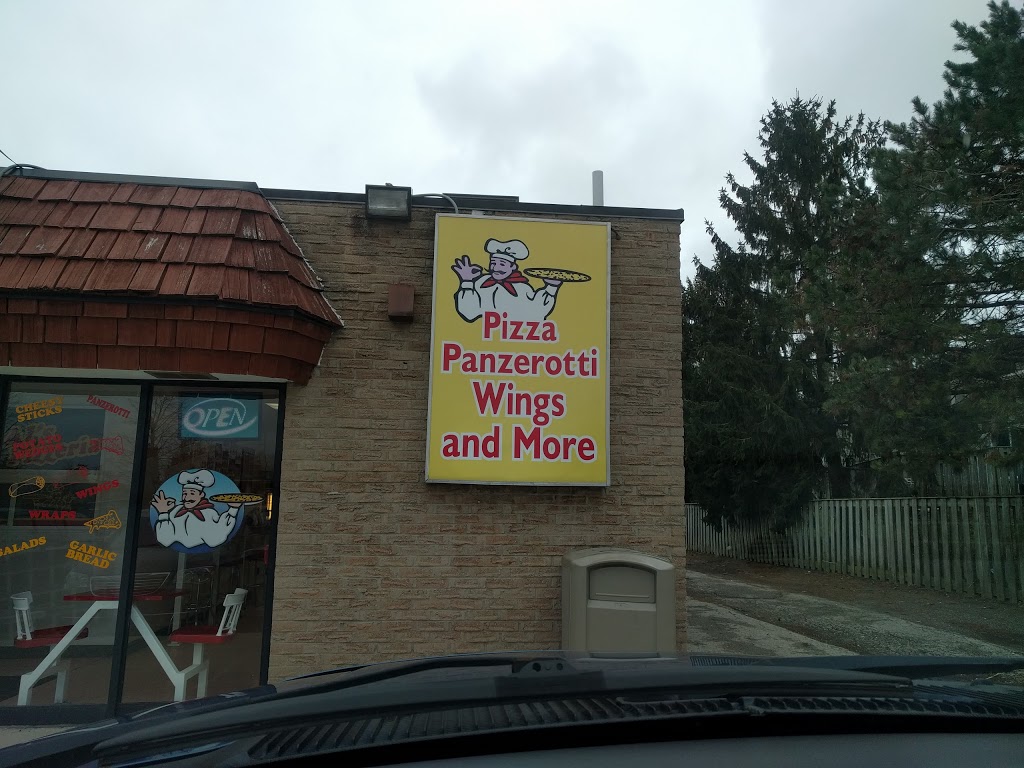 Pizza
Panzerotti
Wings
and More
OPEN
CHEESY
STICKS
PANZEROTTI
WINGS
WRAPS
SALADS
GARLIC
BREAD